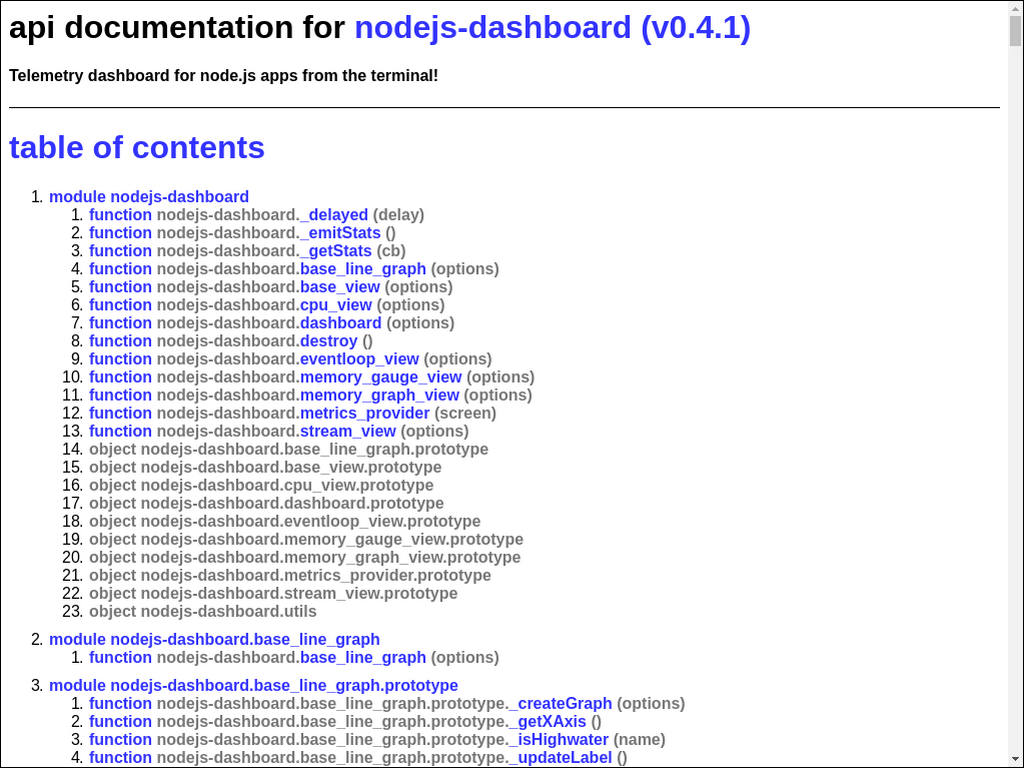 api documentation for nodejs-dashboard (v0.4.1)
Telemetry dashboard for node.js apps from the terminal!
table of contents
1. module nodejs-dashboard
1. function nodejs-dashboard._delayed (delay)
2. function nodejs-dashboard._emitStats ()
3. function nodejs-dashboard._getStats (cb)
4. function nodejs-dashboard.base_line_graph (options)
5. function nodejs-dashboard.base_view (options)
6. function nodejs-dashboard.cpu_view (options)
7. function nodejs-dashboard.dashboard (options)
8. function nodejs-dashboard.destroy ()
9. function nodejs-dashboard.eventloop_view (options)
10. function nodejs-dashboard.memory_gauge_view (options)
11. function nodejs-dashboard.memory_graph_view (options)
12. function nodejs-dashboard.metrics_provider (screen)
13. function nodejs-dashboard.stream_view (options)
14. object nodejs-dashboard.base_line_graph.prototype
15. object nodejs-dashboard.base_view.prototype
16. object nodejs-dashboard.cpu_view.prototype
17. object nodejs-dashboard.dashboard.prototype
18. object nodejs-dashboard.eventloop_view.prototype
19. object nodejs-dashboard.memory_gauge_view.prototype
20. object nodejs-dashboard.memory_graph_view.prototype
21. object nodejs-dashboard.metrics_provider.prototype
22. object nodejs-dashboard.stream_view.prototype
23. object nodejs-dashboard.utils
2. module nodejs-dashboard.base_line_graph
1. function nodejs-dashboard.base_line_graph (options)
3. module nodejs-dashboard.base_line_graph.prototype
1. function nodejs-dashboard.base_line_graph.prototype._createGraph (options)
2. function nodejs-dashboard.base_line_graph.prototype._getXAxis ()
3. function nodejs-dashboard.base_line_graph.prototype._isHighwater (name)
4. function nodejs-dashboard.base_line_graph.prototype._updateLabel ()